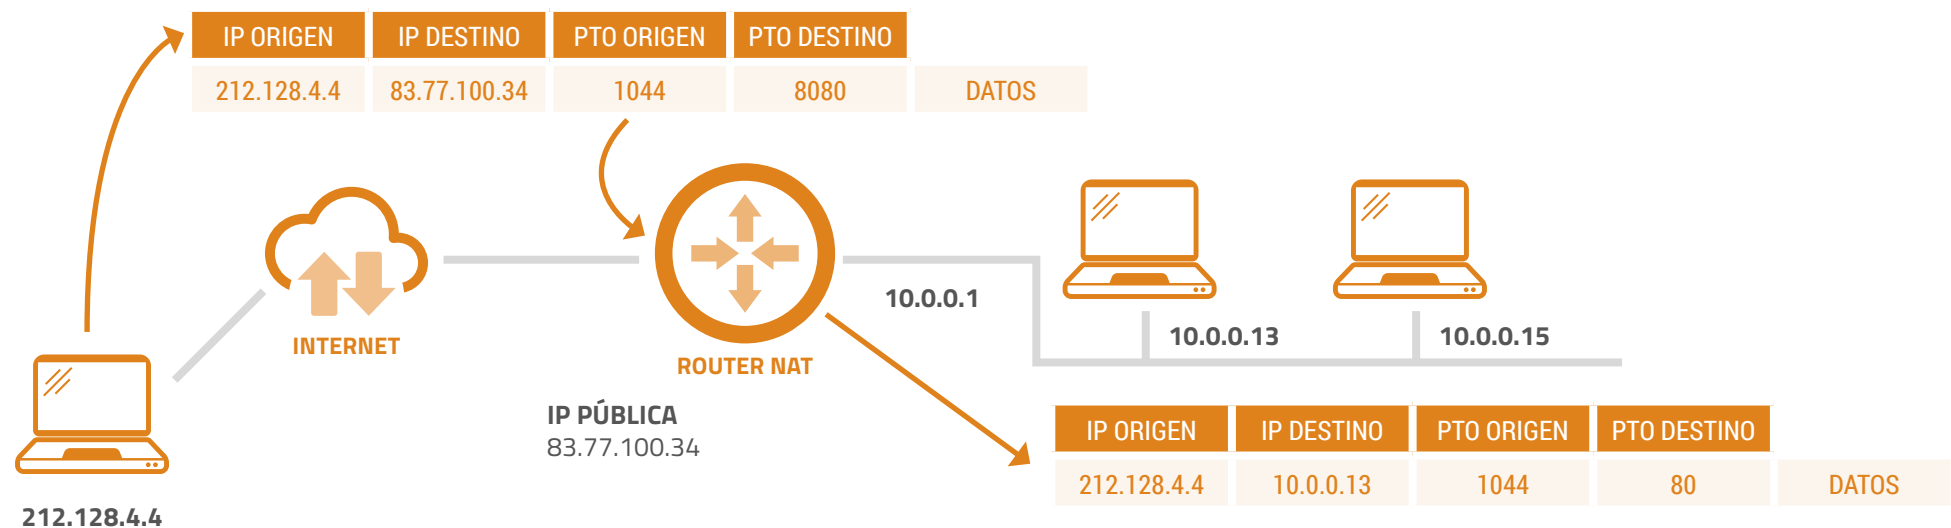 IP ORIGEN IP DESTINO PTO ORIGEN PTO DESTINO
212.128.4.4 83.77.100.34 1044 8080 DATOS
INTERNET
ROUTER NAT
10.0.0.1
10.0.0.13
10.0.0.15
IP PÚBLICA
83.77.100.34
212.128.4.4
IP ORIGEN IP DESTINO PTO ORIGEN PTO DESTINO
212.128.4.4 10.0.0.13 1044 80 DATOS